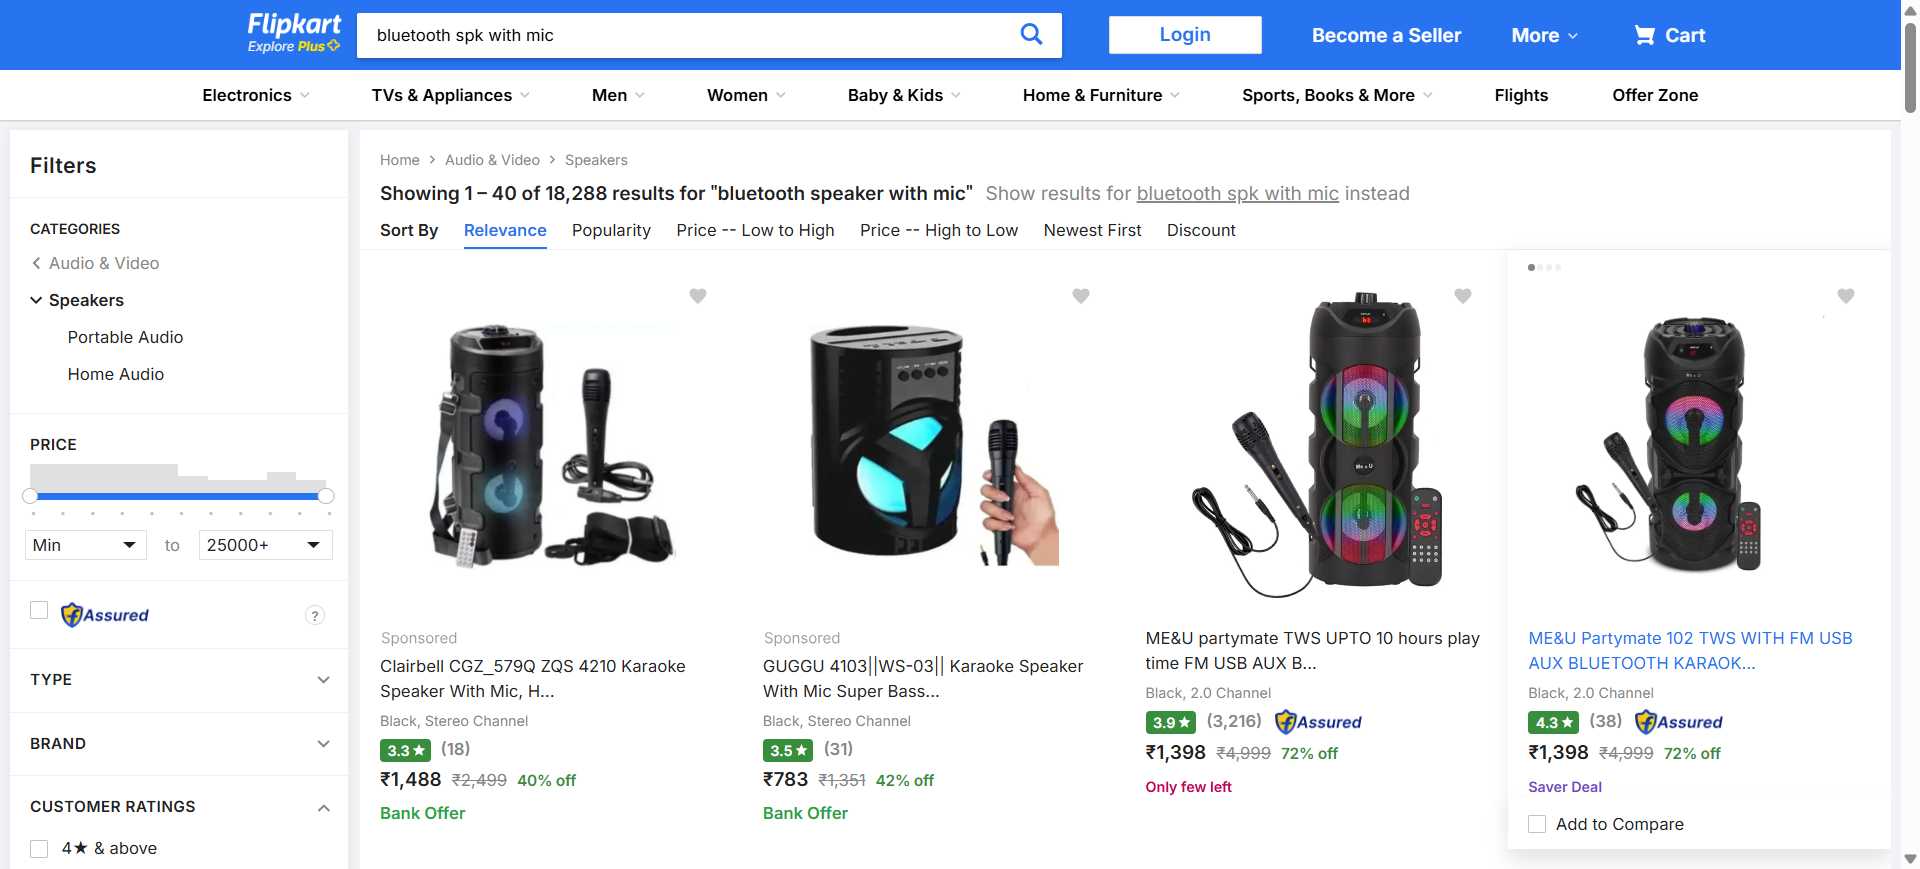 Flipkart
Explore Plus
bluetooth spk with mic
Login
Become a Seller
More
Cart
Electronics
TVs & Appliances
Men
Women
Baby & Kids
Home & Furniture
Sports, Books & More
Flights
Offer Zone
Filters
CATEGORIES
Audio & Video
Speakers
Portable Audio
Home Audio
PRICE
Min to 25000+
Assured
?
TYPE
BRAND
CUSTOMER RATINGS
4★ & above
Home > Audio & Video > Speakers
Showing 1 – 40 of 18,288 results for "bluetooth speaker with mic" Show results for bluetooth spk with mic instead
Sort By Relevance Popularity Price -- Low to High Price -- High to Low Newest First Discount
Sponsored
Clairbell CGZ_579Q ZQS 4210 Karaoke
Speaker With Mic, H...
Black, Stereo Channel
3.3★ (18)
₹1,488 ₹2,499 40% off
Bank Offer
Sponsored
GUGGU 4103||WS-03|| Karaoke Speaker
With Mic Super Bass...
Black, Stereo Channel
3.5★ (31)
₹783 ₹1,351 42% off
Bank Offer
Me U
ME&U partymate TWS UPTO 10 hours play
time FM USB AUX B...
Black, 2.0 Channel
3.9★ (3,216) Assured
₹1,398 ₹4,999 72% off
Only few left
ME&U Partymate 102 TWS WITH FM USB
AUX BLUETOOTH KARAOK...
Black, 2.0 Channel
4.3★ (38) Assured
₹1,398 ₹4,999 72% off
Saver Deal
Add to Compare